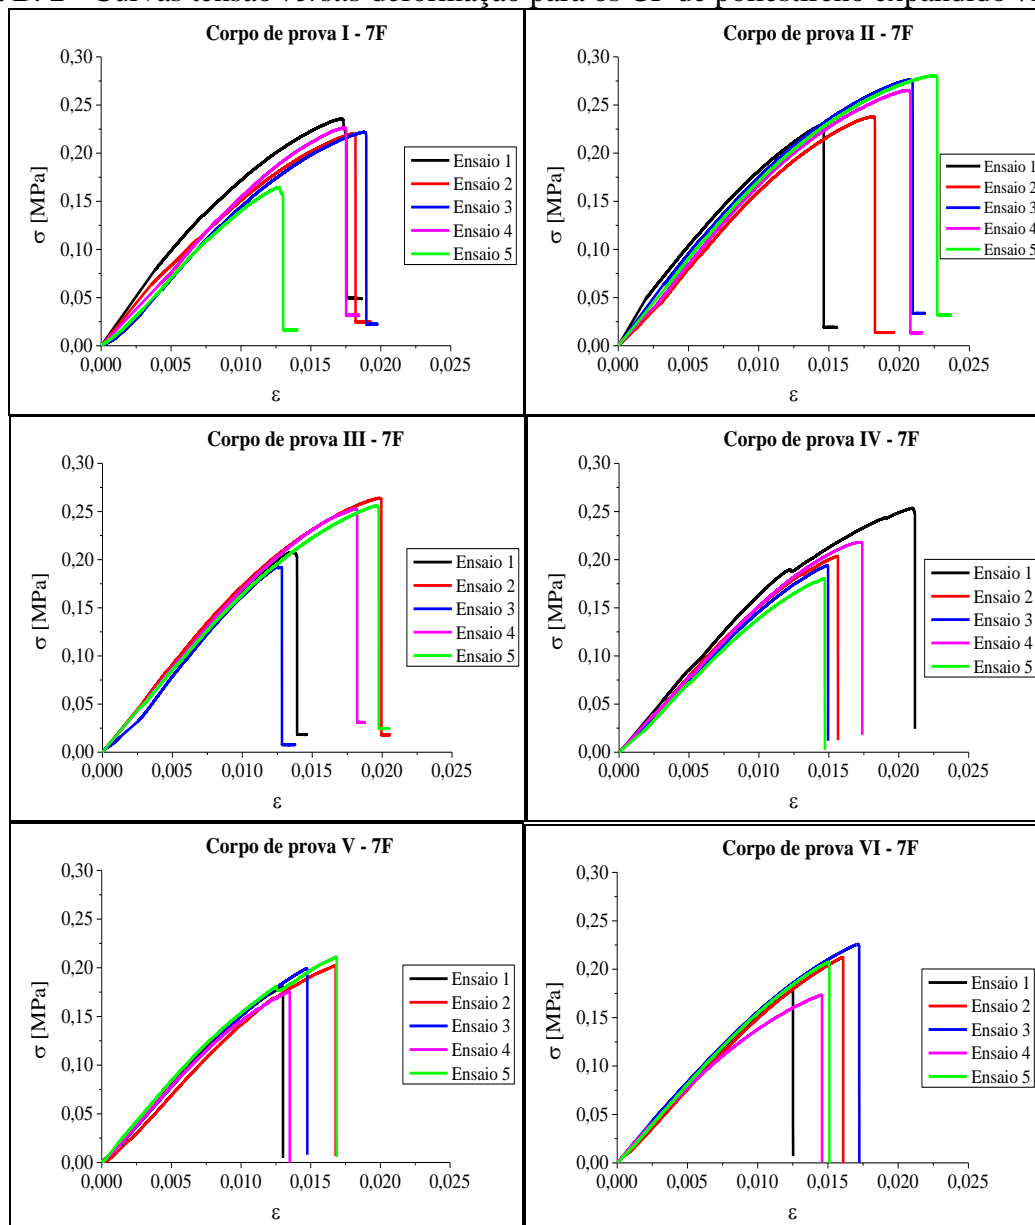 B. 2 – Curvas tensão versus deformação para os CP de poliestireno expandido
Corpo de prova I - 7F
0,30
0,25
0,20
0,15
0,10
0,05
0,00
σ [MPa]
0,000 0,005 0,010 0,015 0,020 0,025
ε
Ensaio 1
Ensaio 2
Ensaio 3
Ensaio 4
Ensaio 5
Corpo de prova II - 7F
0,30
0,25
0,20
0,15
0,10
0,05
0,00
σ [MPa]
0,000 0,005 0,010 0,015 0,020 0,025
ε
Ensaio 1
Ensaio 2
Ensaio 3
Ensaio 4
Ensaio 5
Corpo de prova III - 7F
0,30
0,25
0,20
0,15
0,10
0,05
0,00
σ [MPa]
0,000 0,005 0,010 0,015 0,020 0,025
ε
Ensaio 1
Ensaio 2
Ensaio 3
Ensaio 4
Ensaio 5
Corpo de prova IV - 7F
0,30
0,25
0,20
0,15
0,10
0,05
0,00
σ [MPa]
0,000 0,005 0,010 0,015 0,020 0,025
ε
Ensaio 1
Ensaio 2
Ensaio 3
Ensaio 4
Ensaio 5
Corpo de prova V - 7F
0,30
0,25
0,20
0,15
0,10
0,05
0,00
σ [MPa]
0,000 0,005 0,010 0,015 0,020 0,025
ε
Ensaio 1
Ensaio 2
Ensaio 3
Ensaio 4
Ensaio 5
Corpo de prova VI - 7F
0,30
0,25
0,20
0,15
0,10
0,05
0,00
σ [MPa]
0,000 0,005 0,010 0,015 0,020 0,025
ε
Ensaio 1
Ensaio 2
Ensaio 3
Ensaio 4
Ensaio 5